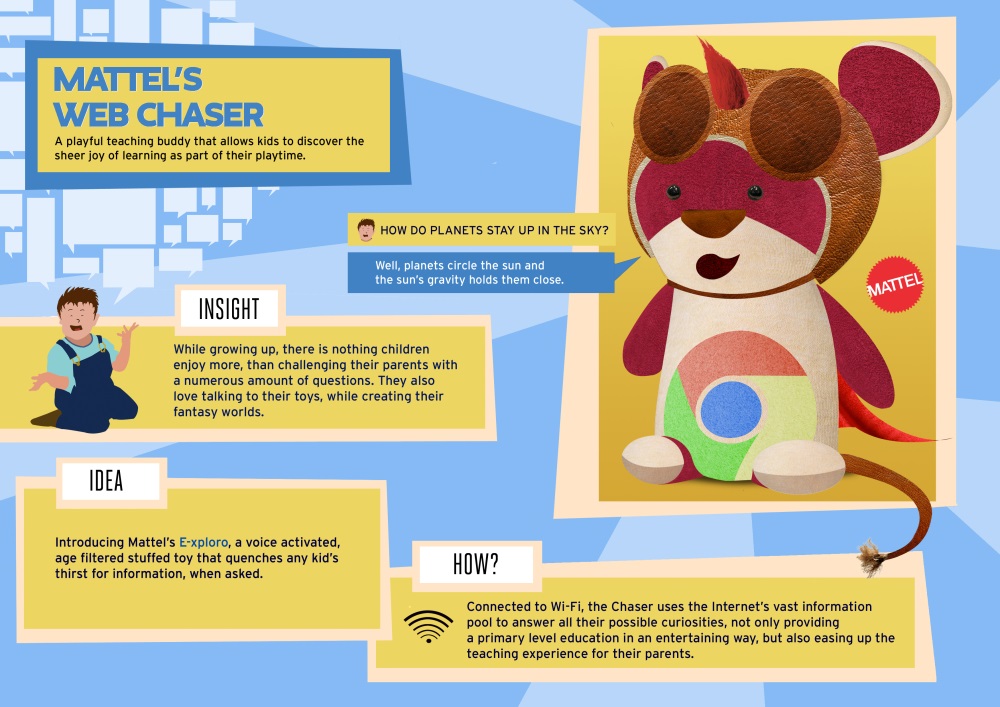 MATTEL'S
WEB CHASER
A playful teaching buddy that allows kids to discover the
sheer joy of learning as part of their playtime.
HOW DO PLANETS STAY UP IN THE SKY?
Well, planets circle the sun and
the sun's gravity holds them close.
MATTEL
INSIGHT
While growing up, there is nothing children
enjoy more, than challenging their parents with
a numerous amount of questions. They also
love talking to their toys, while creating their
fantasy worlds.
IDEA
Introducing Mattel's E-xploro, a voice activated,
age filtered stuffed toy that quenches any kid's
thirst for information, when asked.
HOW?
Connected to Wi-Fi, the Chaser uses the Internet's vast information
pool to answer all their possible curiosities, not only providing
a primary level education in an entertaining way, but also easing up the
teaching experience for their parents.